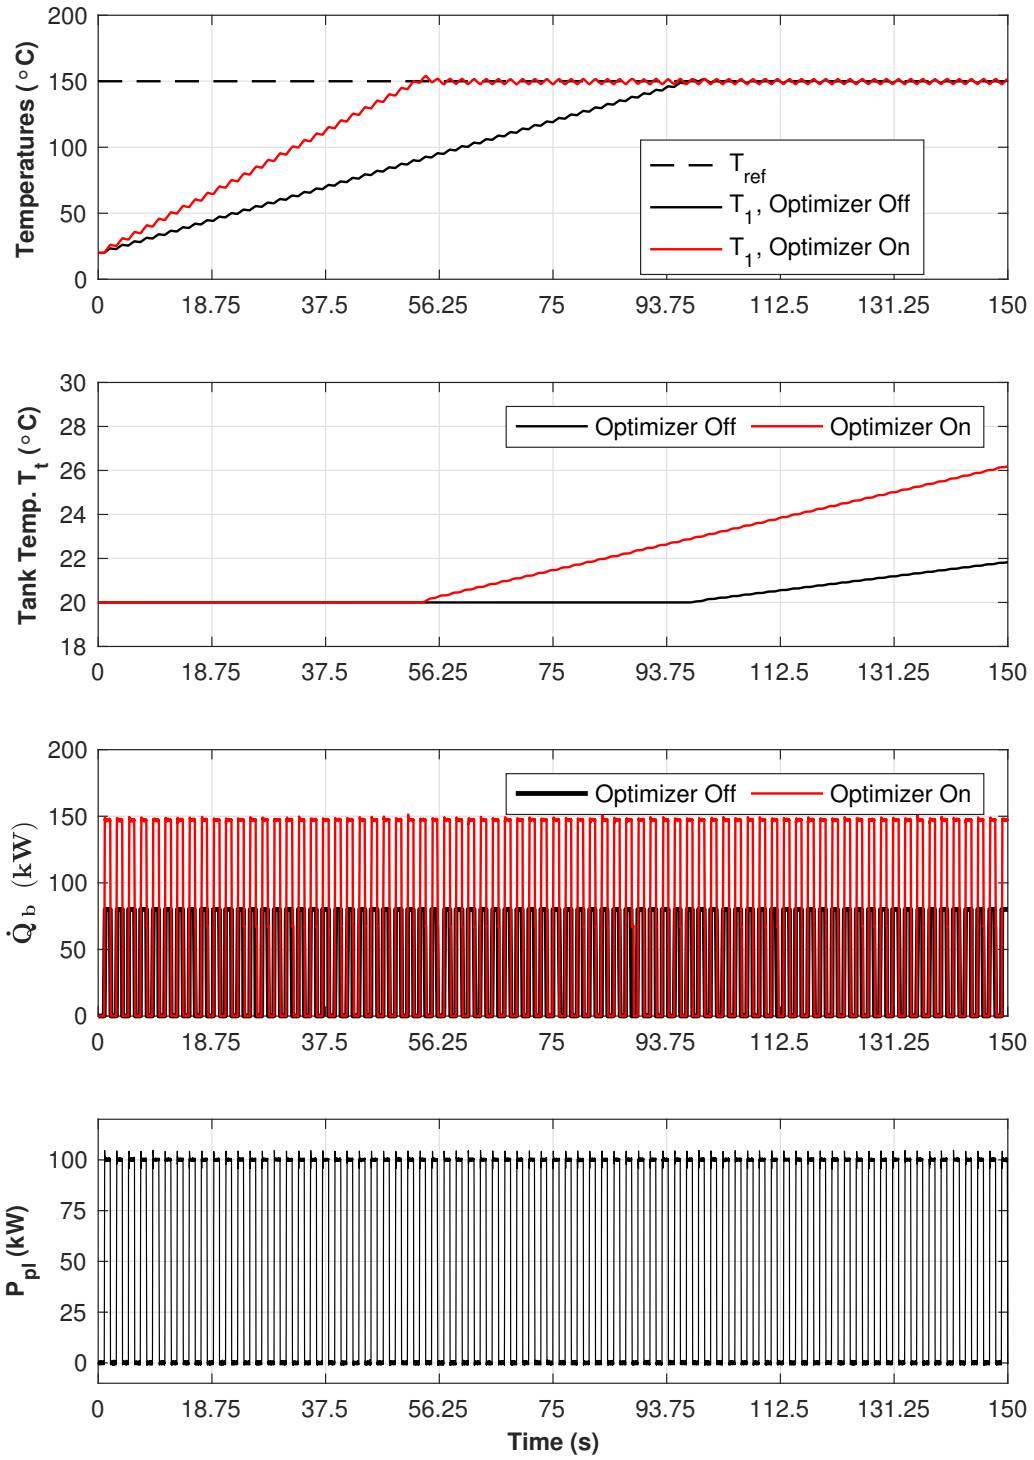 200
150
100
50
0
Temperatures (°C)
T_ref
T_1, Optimizer Off
T_1, Optimizer On
0 18.75 37.5 56.25 75 93.75 112.5 131.25 150
30
28
26
24
22
20
18
Tank Temp. T_t (°C)
Optimizer Off Optimizer On
0 18.75 37.5 56.25 75 93.75 112.5 131.25 150
200
150
100
50
0
Q̇_b (kW)
Optimizer Off Optimizer On
0 18.75 37.5 56.25 75 93.75 112.5 131.25 150
100
75
50
25
0
P_pl (kW)
0 18.75 37.5 56.25 75 93.75 112.5 131.25 150
Time (s)